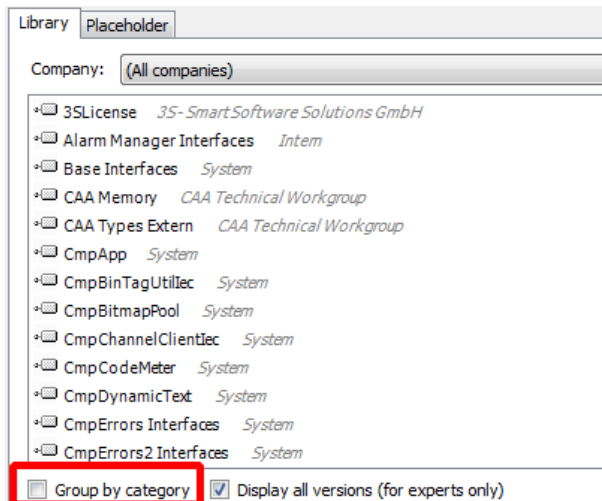 Library Placeholder
Company: (All companies)
3SLicense 3S-Smart Software Solutions GmbH
Alarm Manager Interfaces Intern
Base Interfaces System
CAA Memory CAA Technical Workgroup
CAA Types Extern CAA Technical Workgroup
CmpApp System
CmpBinTagUtilIec System
CmpBitmapPool System
CmpChannelClientIec System
CmpCodeMeter System
CmpDynamicText System
CmpErrors Interfaces System
CmpErrors2 Interfaces System
Group by category Display all versions (for experts only)